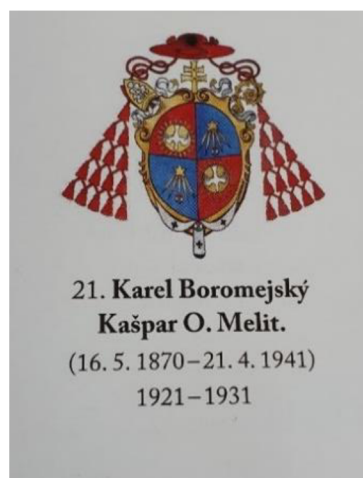 21. Karel Boromejský
Kašpar O. Melit.
(16. 5. 1870–21. 4. 1941)
1921–1931